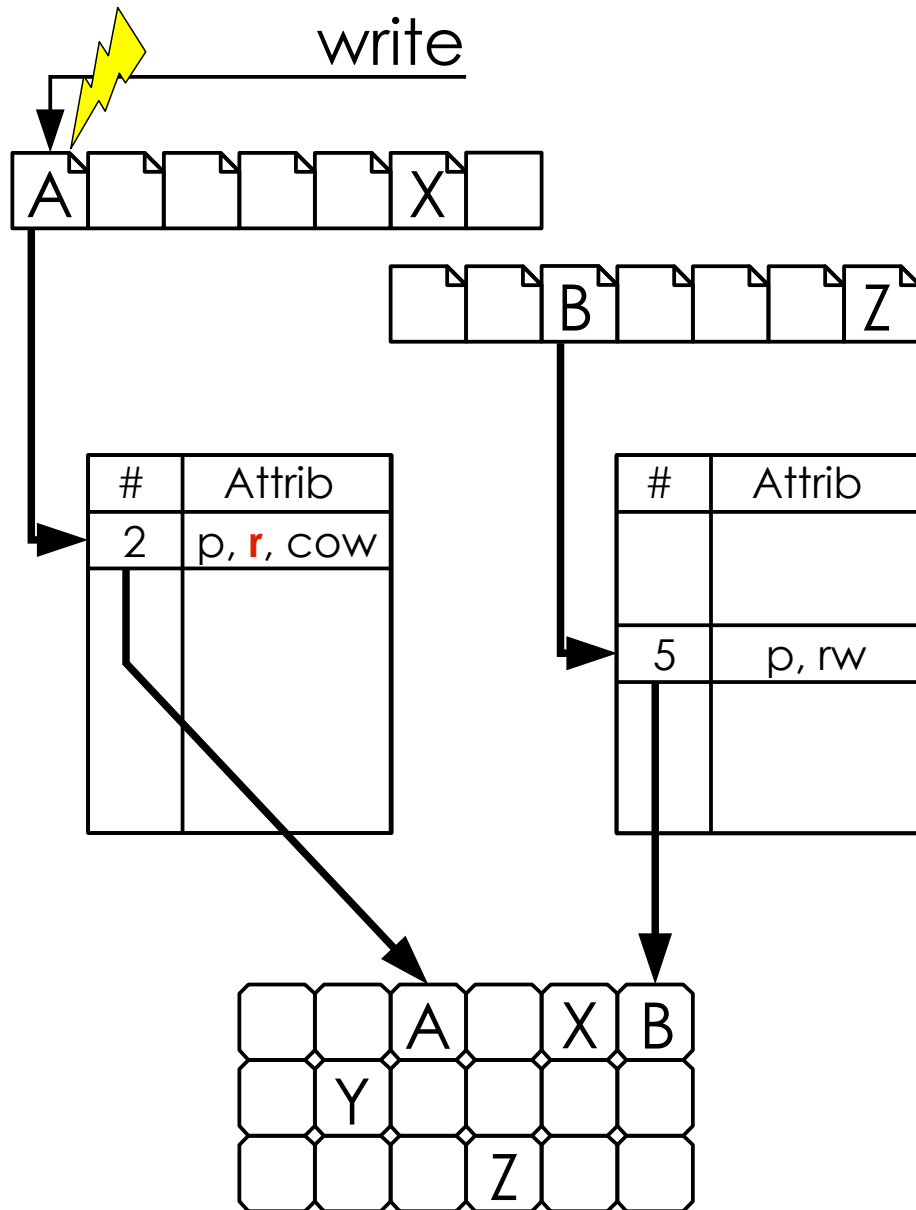 write
A X
B Z
# Attrib
2 p, r, cow
# Attrib
5 p, rw
A X B
Y
Z